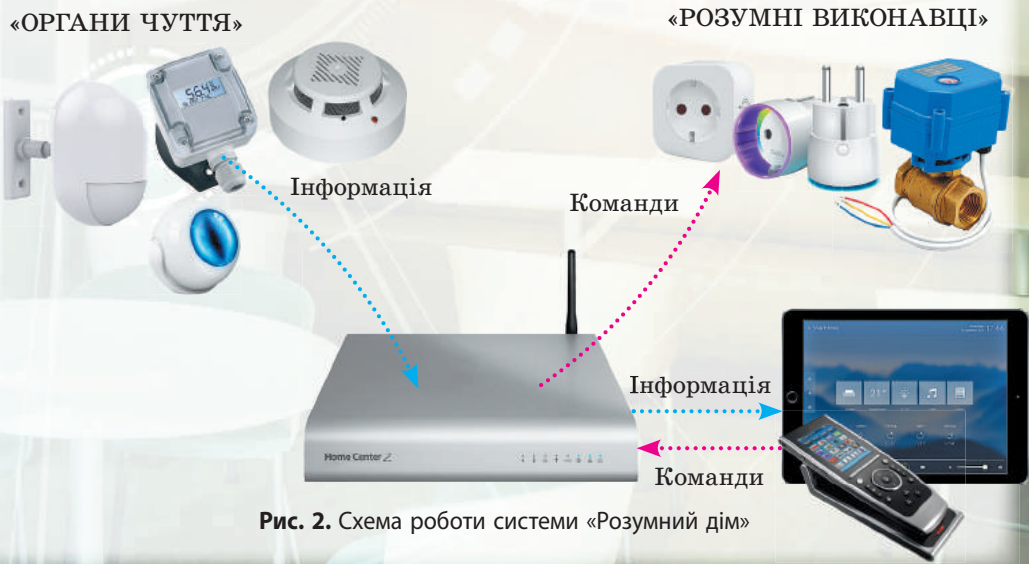 «ОРГАНИ ЧУТТЯ»
«РОЗУМНІ ВИКОНАВЦІ»
Інформація
Команди
Інформація
Команди
Home Center 2
Рис. 2. Схема роботи системи «Розумний дім»